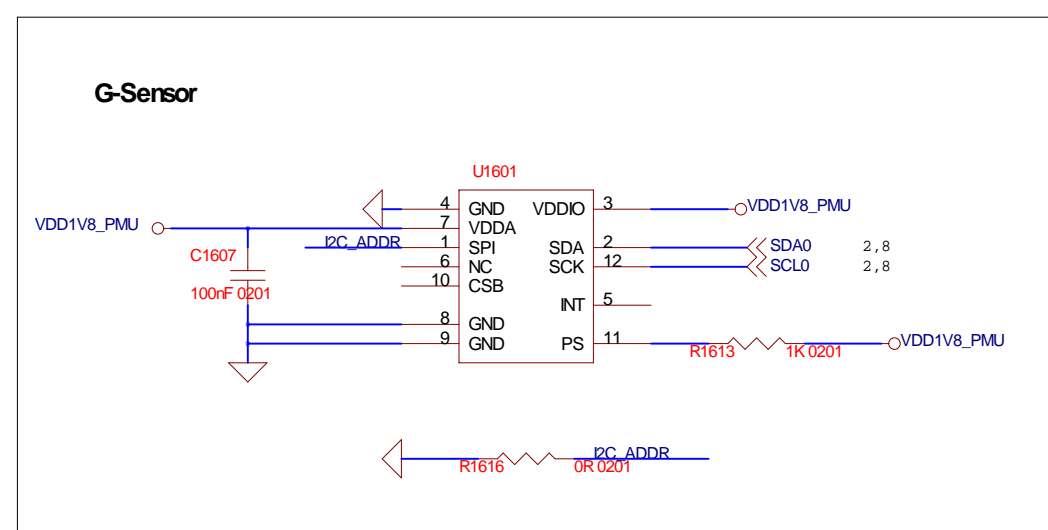 G-Sensor
U1601
4 GND VDDIO 3 VDD1V8_PMU
VDD1V8_PMU 7 VDDA
I2C_ADDR 1 SPI SDA 2 SDA0 2,8
6 NC SCK 12 SCL0 2,8
C1607
10 CSB
100nF 0201
INT 5
8 GND
9 GND PS 11 R1613 1K 0201 VDD1V8_PMU
R1616 0R 0201 I2C_ADDR